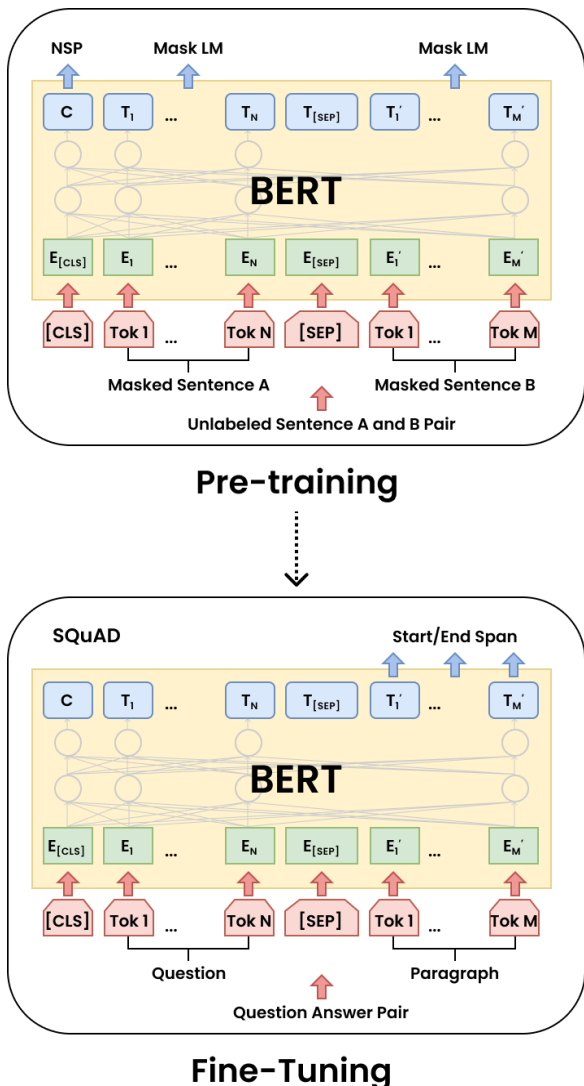 NSP Mask LM Mask LM
C T1 ... TN T[SEP] T1′ ... TM′
BERT
E[CLS] E1 ... EN E[SEP] E1′ ... EM′
[CLS] Tok 1 ... Tok N [SEP] Tok 1 ... Tok M
Masked Sentence A Masked Sentence B
Unlabeled Sentence A and B Pair
Pre-training
SQuAD Start/End Span
C T1 ... TN T[SEP] T1′ ... TM′
BERT
E[CLS] E1 ... EN E[SEP] E1′ ... EM′
[CLS] Tok 1 ... Tok N [SEP] Tok 1 ... Tok M
Question Paragraph
Question Answer Pair
Fine-Tuning